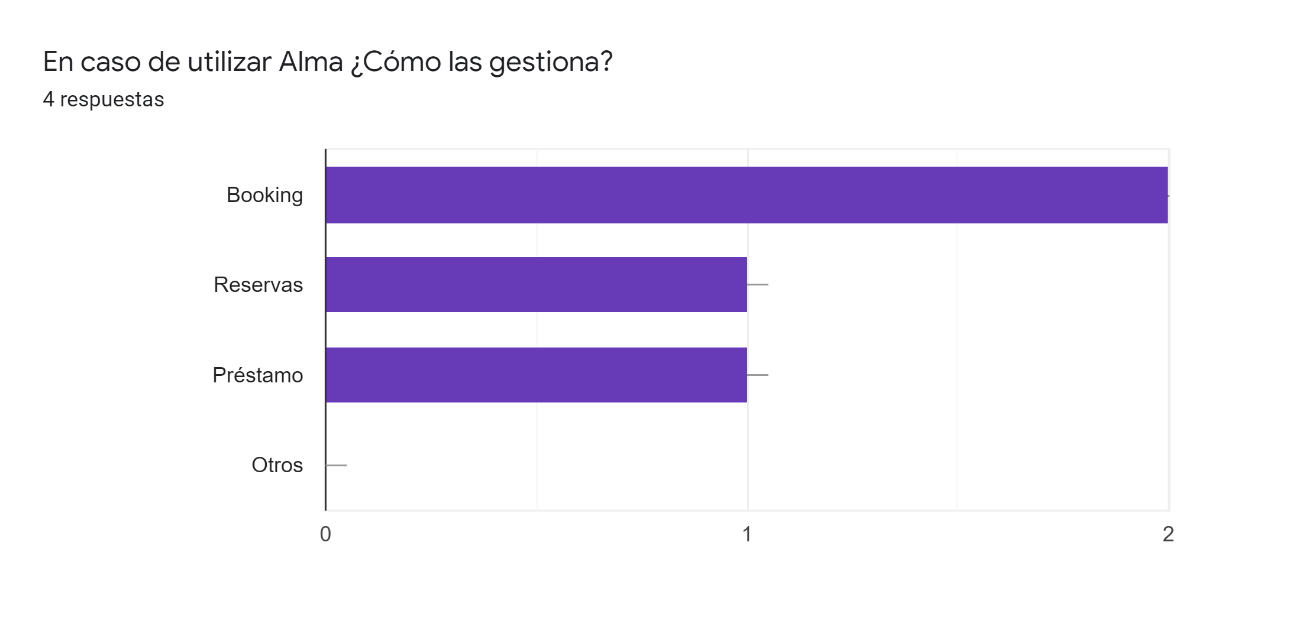 En caso de utilizar Alma ¿Cómo las gestiona?
4 respuestas
Booking
Reservas
Préstamo
Otros
0 1 2